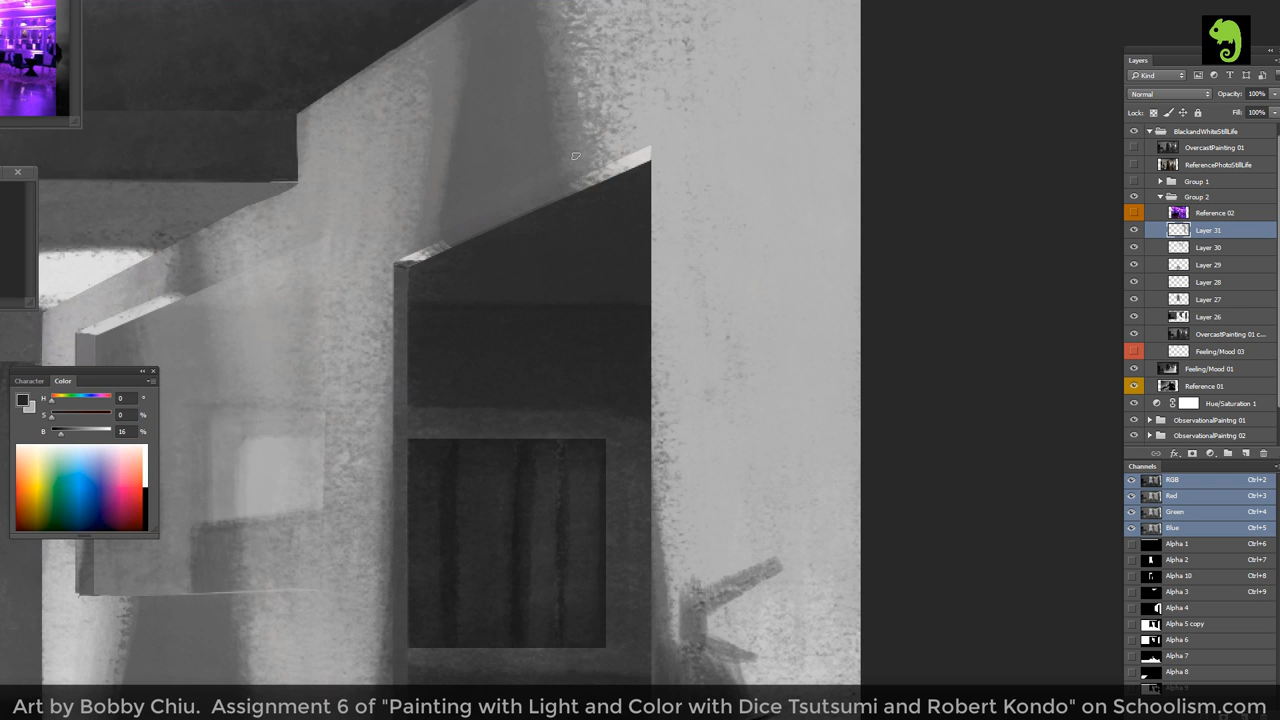 Layers
Kind
Normal
Opacity: 100%
Lock:
Fill: 100%
BlackandWhiteStillLife
OvercastPainting 01
ReferencePhotoStillLife
Group 1
Group 2
Reference 02
Layer 31
Layer 30
Layer 29
Layer 28
Layer 27
Layer 26
OvercastPainting 01 c...
Feeling/Mood 03
Feeling/Mood 01
Reference 01
Hue/Saturation 1
ObservationalPaintng 01
ObservationalPaintng 02
Channels
RGB Ctrl+2
Red Ctrl+3
Green Ctrl+4
Blue Ctrl+5
Alpha 1 Ctrl+6
Alpha 2 Ctrl+7
Alpha 10 Ctrl+8
Alpha 3 Ctrl+9
Alpha 4
Alpha 5 copy
Alpha 6
Alpha 7
Alpha 8
Alpha 9
Character Color
H 0 °
S 0 %
B 16 %
Art by Bobby Chiu. Assignment 6 of "Painting with Light and Color with Dice Tsutsumi and Robert Kondo" on Schoolism.com